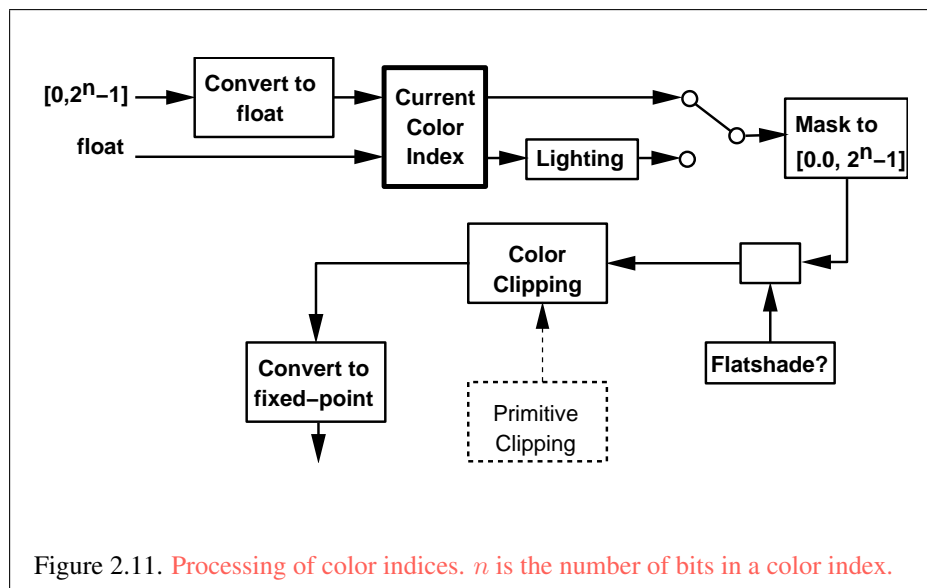 [0,2ⁿ−1]
Convert to
float
float
Current
Color
Index
Lighting
Mask to
[0.0, 2ⁿ−1]
Color
Clipping
Flatshade?
Convert to
fixed−point
Primitive
Clipping
Figure 2.11. Processing of color indices. n is the number of bits in a color index.